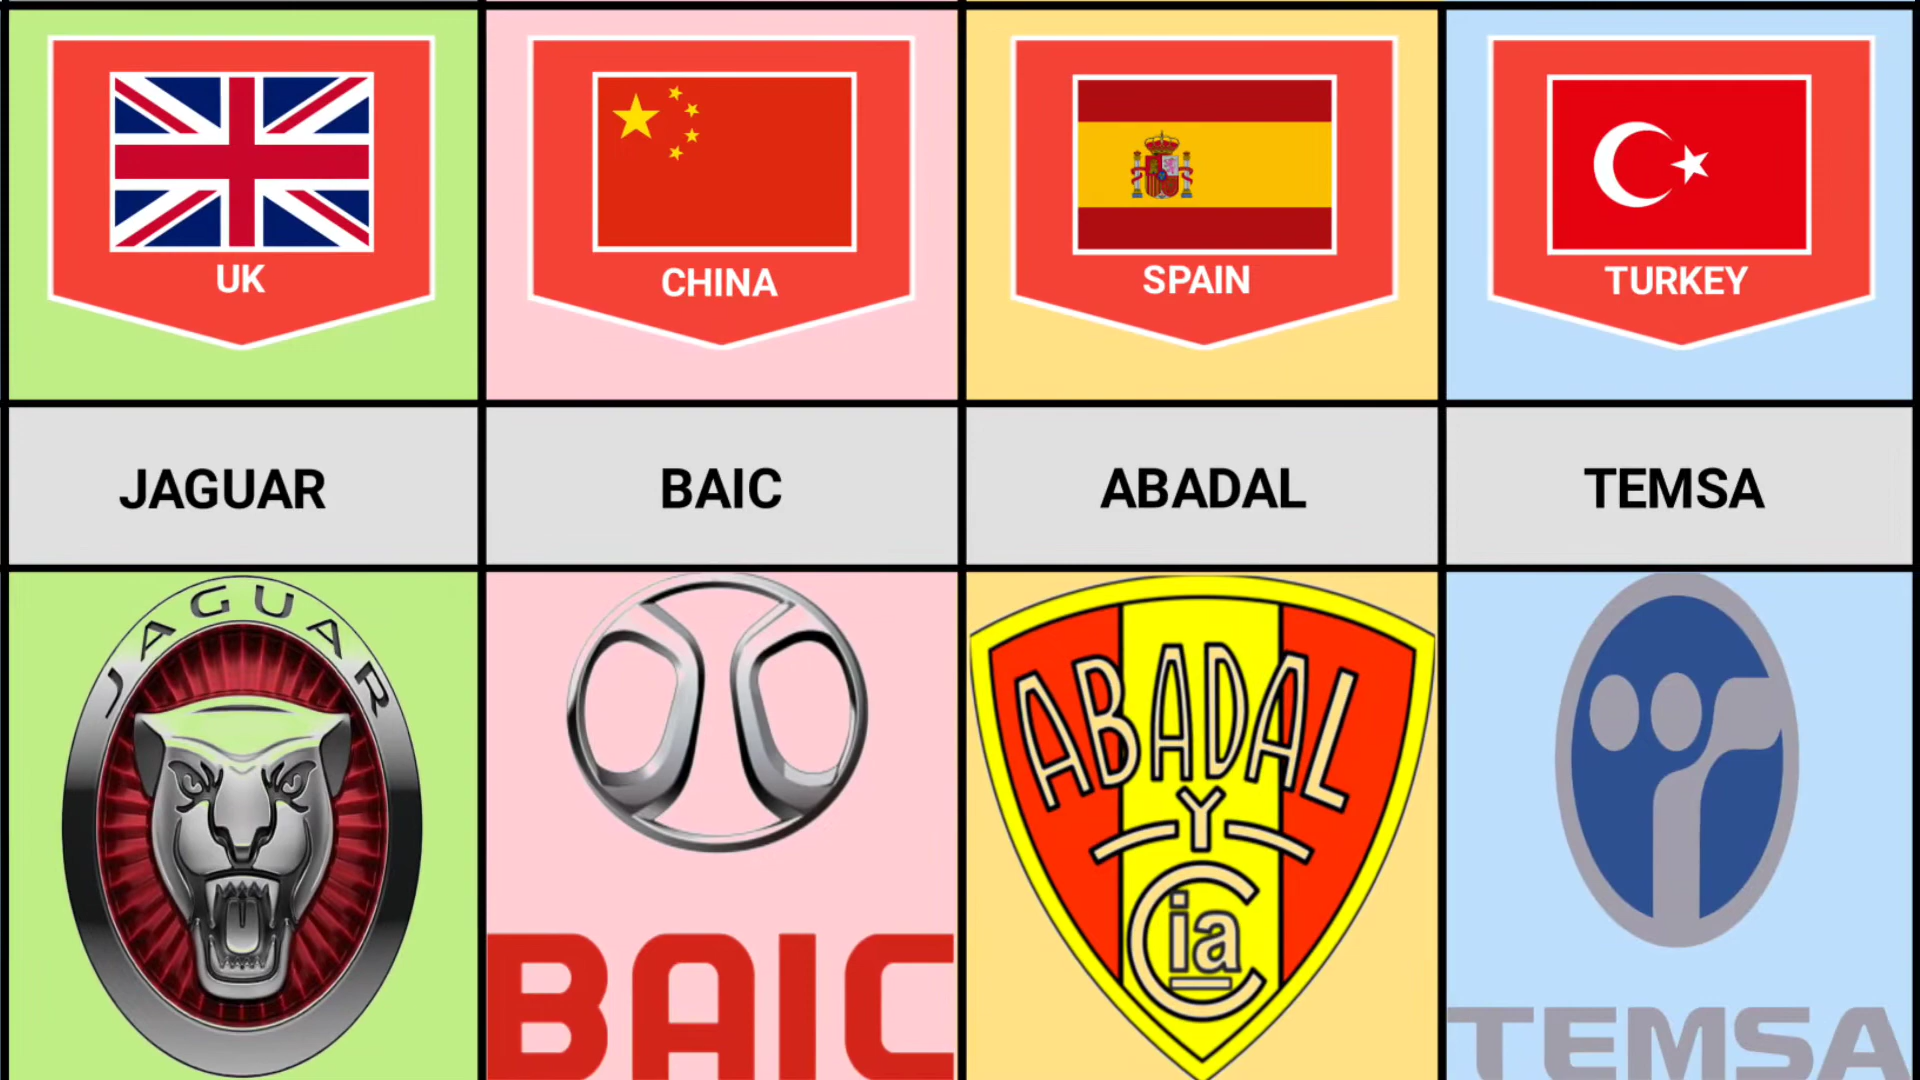 UK
CHINA
SPAIN
TURKEY
JAGUAR
BAIC
ABADAL
TEMSA
JAGUAR
BAIC
ABADAL
Y
Cia
TEMSA